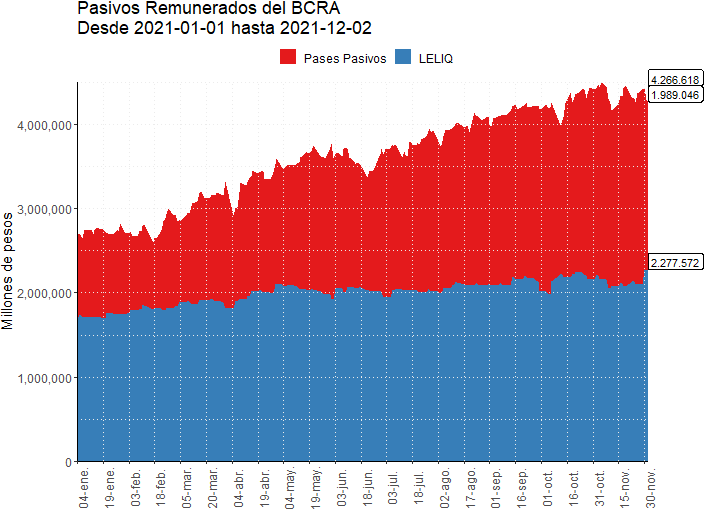 Pasivos Remunerados del BCRA
Desde 2021-01-01 hasta 2021-12-02
Pases Pasivos
LELIQ
4.266.618
1.989.046
2.277.572
Millones de pesos
4,000,000
3,000,000
2,000,000
1,000,000
0
04-ene.
19-ene.
03-feb.
18-feb.
05-mar.
20-mar.
04-abr.
19-abr.
04-may.
19-may.
03-jun.
18-jun.
03-jul.
18-jul.
02-ago.
17-ago.
01-sep.
16-sep.
01-oct.
16-oct.
31-oct.
15-nov.
30-nov.